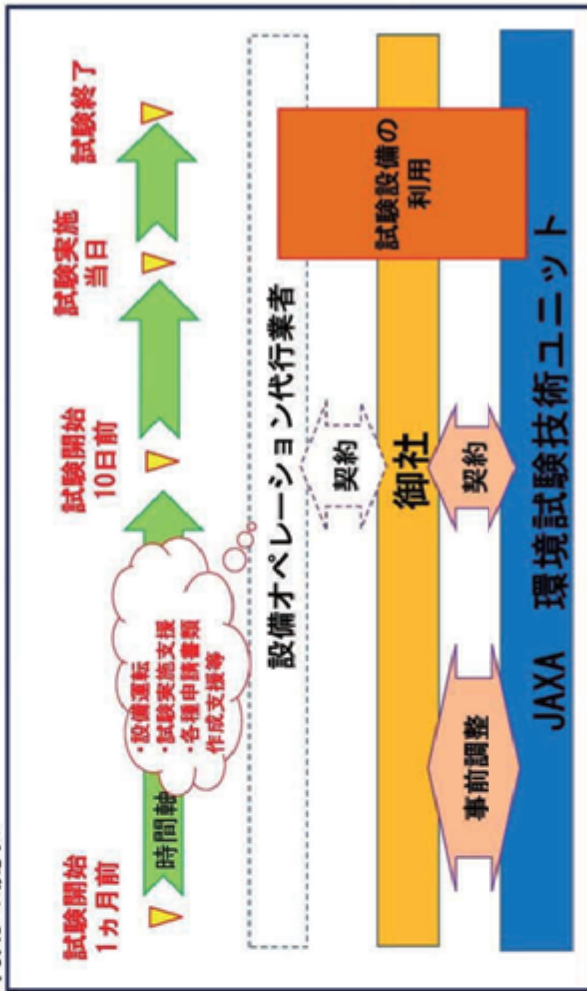 試験開始
1ヵ月前
試験開始
10日前
試験実施
当日
試験終了
時間軸
・設備運転
・試験実施支援
・各種申請書類
作成支援等
設備オペレーション代行業者
契約
試験設備の
利用
御社
事前調整
契約
JAXA 環境試験技術ユニット